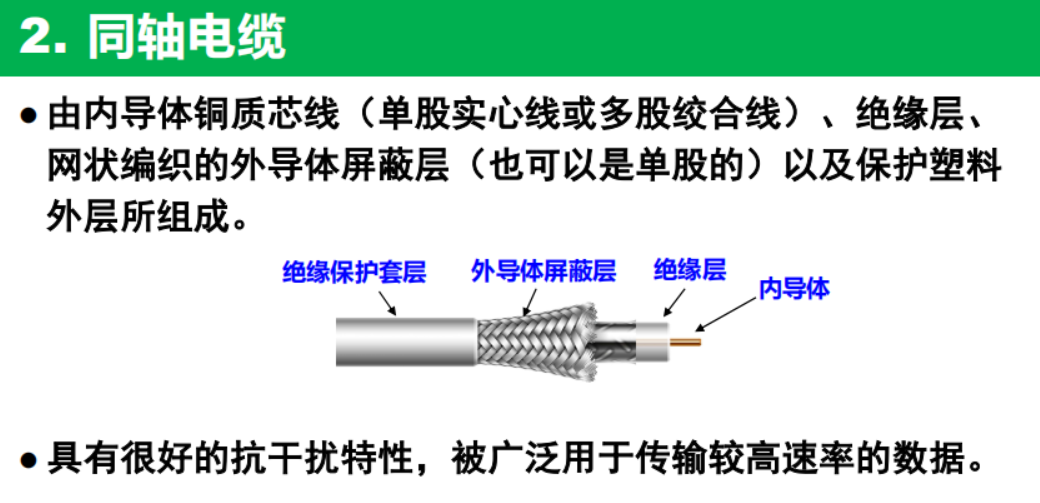 2. 同轴电缆
● 由内导体铜质芯线（单股实心线或多股绞合线）、绝缘层、
网状编织的外导体屏蔽层（也可以是单股的）以及保护塑料
外层所组成。
绝缘保护套层 外导体屏蔽层 绝缘层
内导体
● 具有很好的抗干扰特性，被广泛用于传输较高速率的数据。